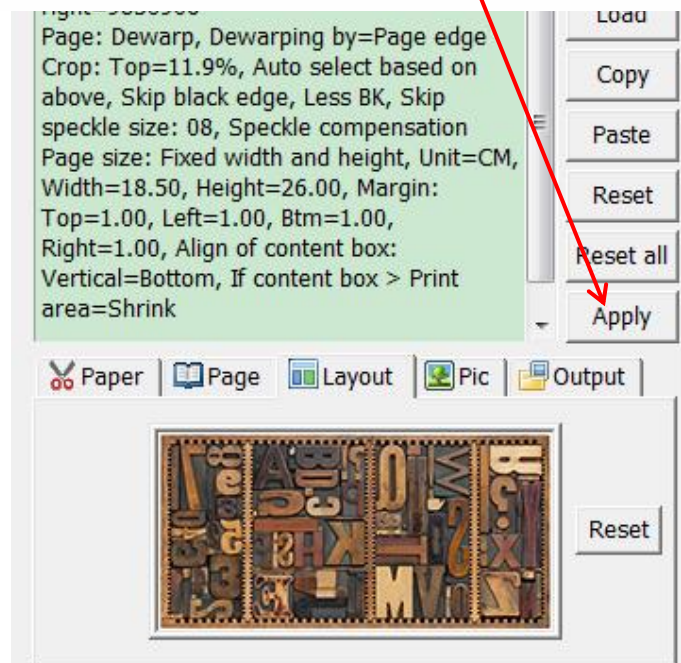 Page: Dewarp, Dewarping by=Page edge
Crop: Top=11.9%, Auto select based on
above, Skip black edge, Less BK, Skip
speckle size: 08, Speckle compensation
Page size: Fixed width and height, Unit=CM,
Width=18.50, Height=26.00, Margin:
Top=1.00, Left=1.00, Btm=1.00,
Right=1.00, Align of content box:
Vertical=Bottom, If content box > Print
area=Shrink
Load
Copy
Paste
Reset
Reset all
Apply
Paper
Page
Layout
Pic
Output
Reset